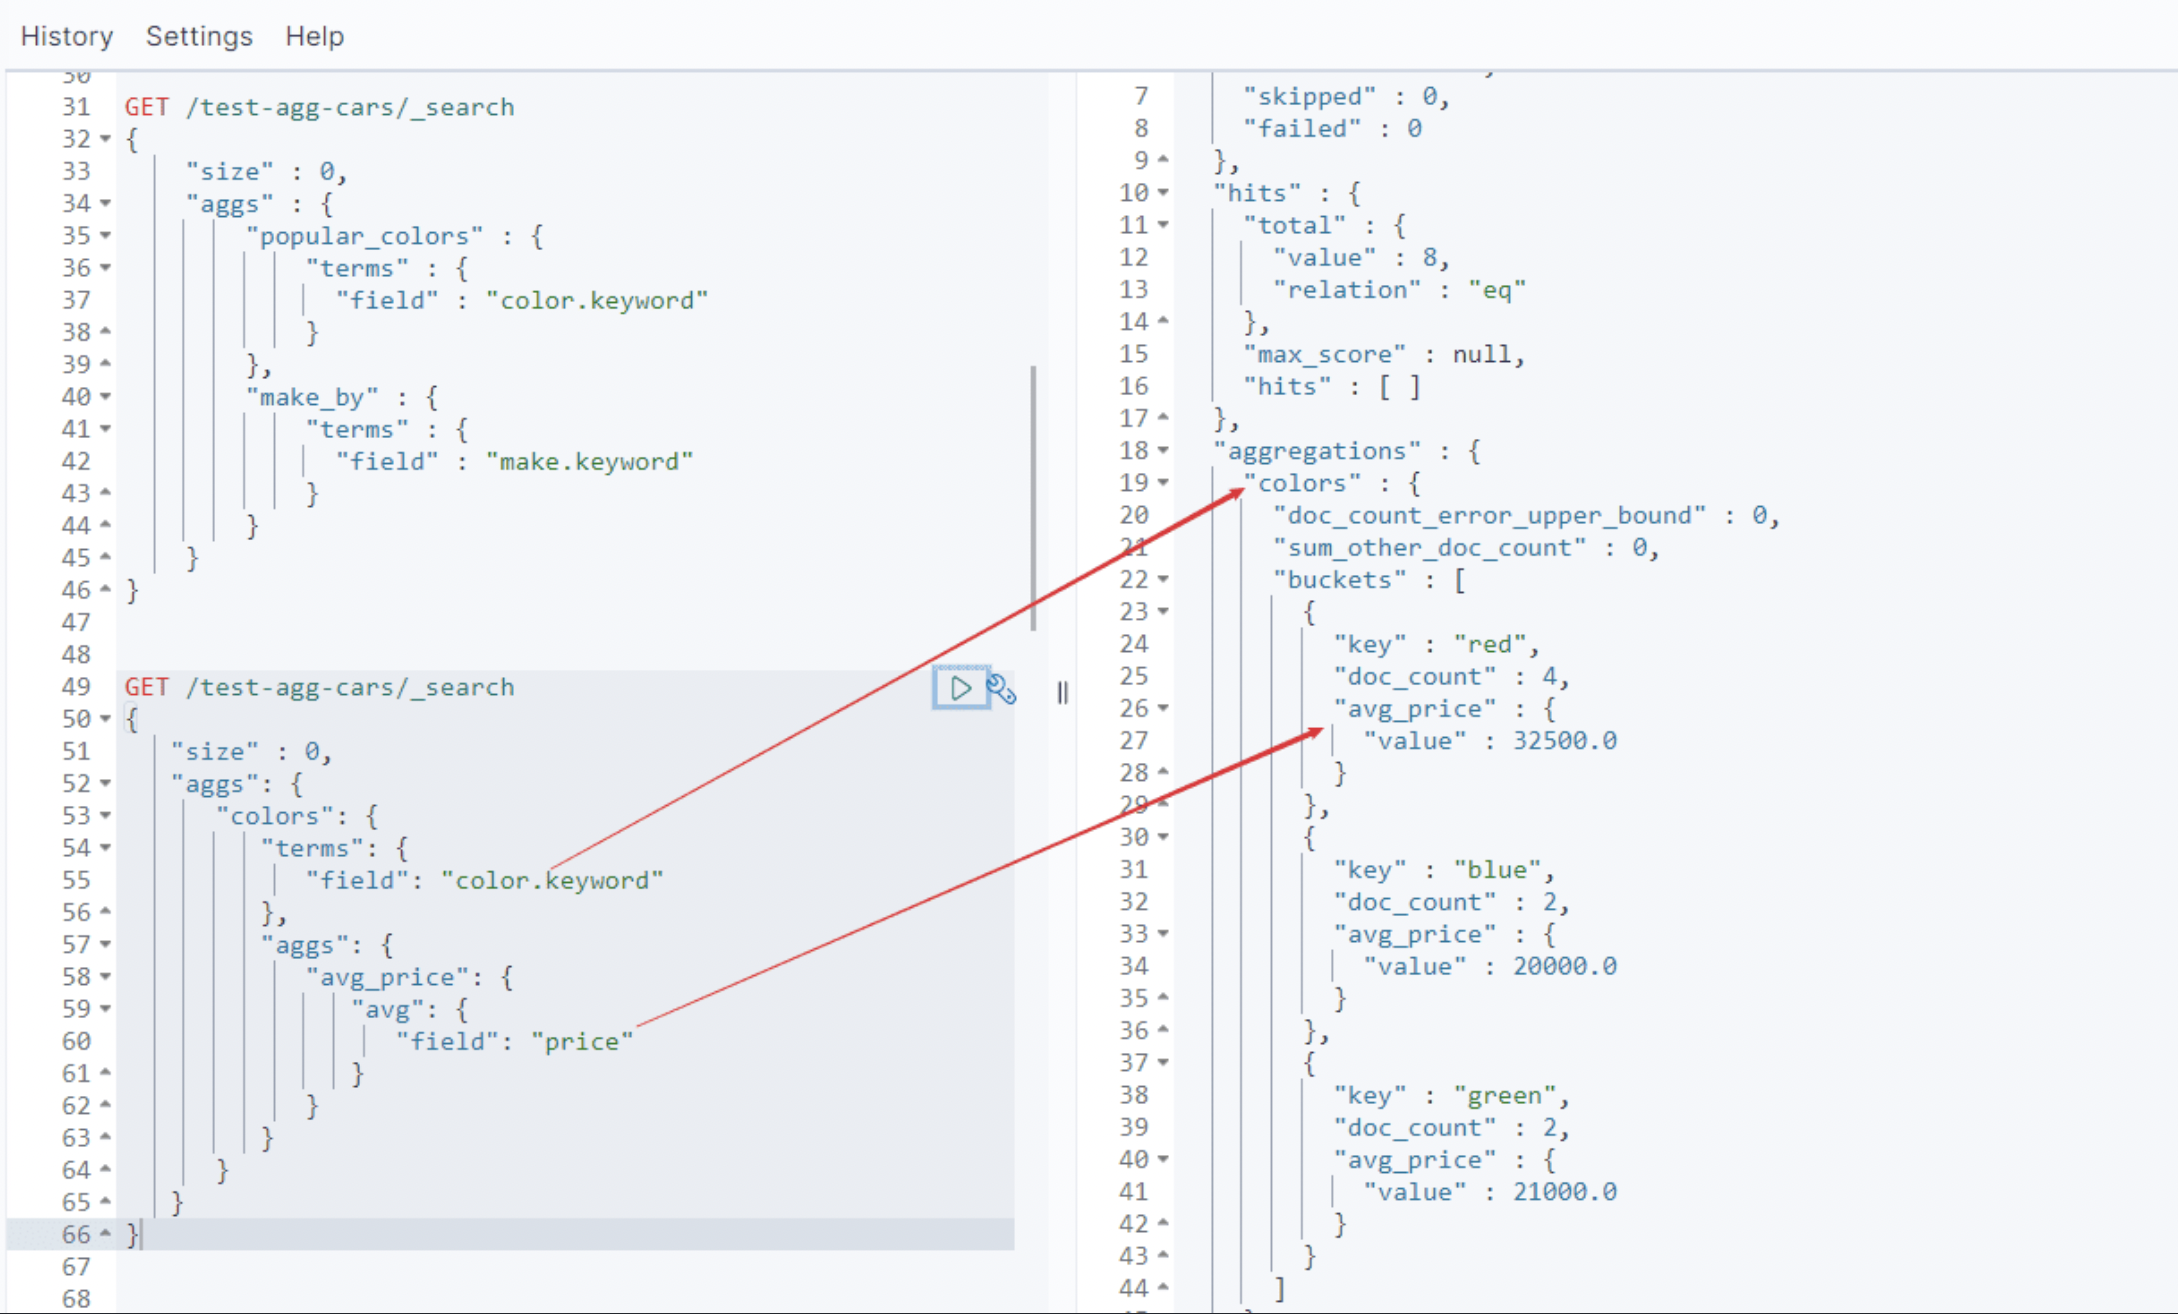 History Settings Help
30
31 GET /test-agg-cars/_search
32 {
33 "size" : 0,
34 "aggs" : {
35 "popular_colors" : {
36 "terms" : {
37 "field" : "color.keyword"
38 }
39 },
40 "make_by" : {
41 "terms" : {
42 "field" : "make.keyword"
43 }
44 }
45 }
46 }
47
48
49 GET /test-agg-cars/_search
50 {
51 "size" : 0,
52 "aggs": {
53 "colors": {
54 "terms": {
55 "field": "color.keyword"
56 },
57 "aggs": {
58 "avg_price": {
59 "avg": {
60 "field": "price"
61 }
62 }
63 }
64 }
65 }
66 }
67
68
7 "skipped" : 0,
8 "failed" : 0
9 },
10 "hits" : {
11 "total" : {
12 "value" : 8,
13 "relation" : "eq"
14 },
15 "max_score" : null,
16 "hits" : [ ]
17 },
18 "aggregations" : {
19 "colors" : {
20 "doc_count_error_upper_bound" : 0,
21 "sum_other_doc_count" : 0,
22 "buckets" : [
23 {
24 "key" : "red",
25 "doc_count" : 4,
26 "avg_price" : {
27 "value" : 32500.0
28 }
29 },
30 {
31 "key" : "blue",
32 "doc_count" : 2,
33 "avg_price" : {
34 "value" : 20000.0
35 }
36 },
37 {
38 "key" : "green",
39 "doc_count" : 2,
40 "avg_price" : {
41 "value" : 21000.0
42 }
43 }
44 ]